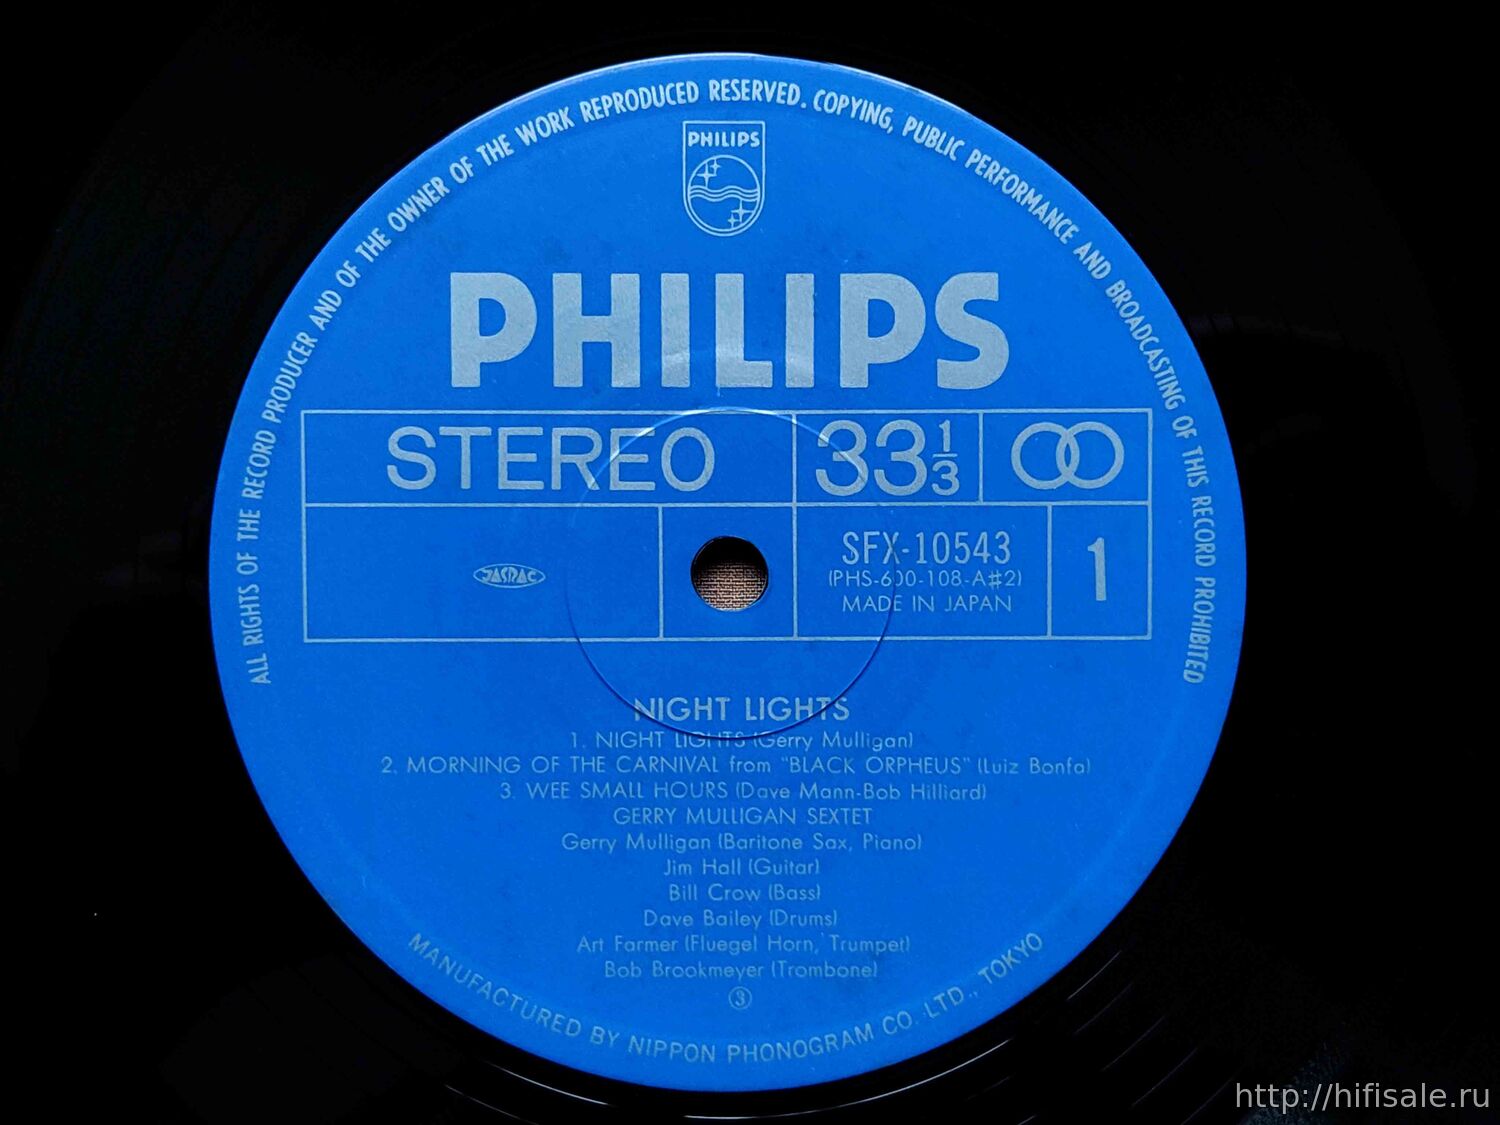 ALL RIGHTS OF THE RECORD PRODUCER AND OF THE OWNER OF THE WORK REPRODUCED RESERVED. COPYING, PUBLIC PERFORMANCE AND BROADCASTING OF THIS RECORD PROHIBITED
PHILIPS
PHILIPS
STEREO 33 1/3
JASRAC
SFX-10543
(PHS-600-108-A#2)
MADE IN JAPAN
1
NIGHT LIGHTS
1. NIGHT LIGHTS (Gerry Mulligan)
2. MORNING OF THE CARNIVAL from "BLACK ORPHEUS" (Luiz Bonfa)
3. WEE SMALL HOURS (Dave Mann-Bob Hilliard)
GERRY MULLIGAN SEXTET
Gerry Mulligan (Baritone Sax, Piano)
Jim Hall (Guitar)
Bill Crow (Bass)
Dave Bailey (Drums)
Art Farmer (Fluegel Horn, Trumpet)
Bob Brookmeyer (Trombone)
③
MANUFACTURED BY NIPPON PHONOGRAM CO. LTD., TOKYO
http://hifisale.ru